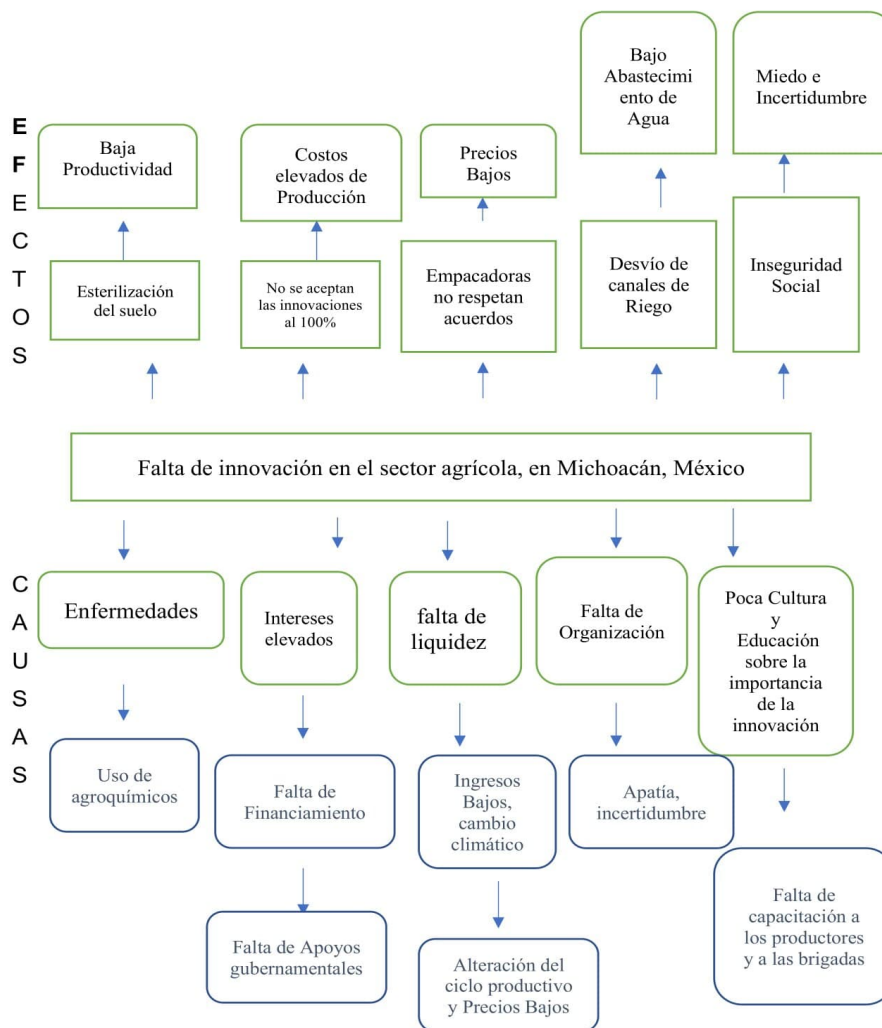 EFECTOS
Bajo
Abastecimi
ento de
Agua
Miedo e
Incertidumbre
Baja
Productividad
Costos
elevados de
Producción
Precios
Bajos
Esterilización
del suelo
No se aceptan
las innovaciones
al 100%
Empacadoras
no respetan
acuerdos
Desvío de
canales de
Riego
Inseguridad
Social
Falta de innovación en el sector agrícola, en Michoacán, México
CAUSAS
Enfermedades
Intereses
elevados
falta de
liquidez
Falta de
Organización
Poca Cultura
y
Educación
sobre la
importancia
de la
innovación
Uso de
agroquímicos
Falta de
Financiamiento
Ingresos
Bajos,
cambio
climático
Apatía,
incertidumbre
Falta de
capacitación a
los productores
y a las brigadas
Falta de Apoyos
gubernamentales
Alteración del
ciclo productivo
y Precios Bajos